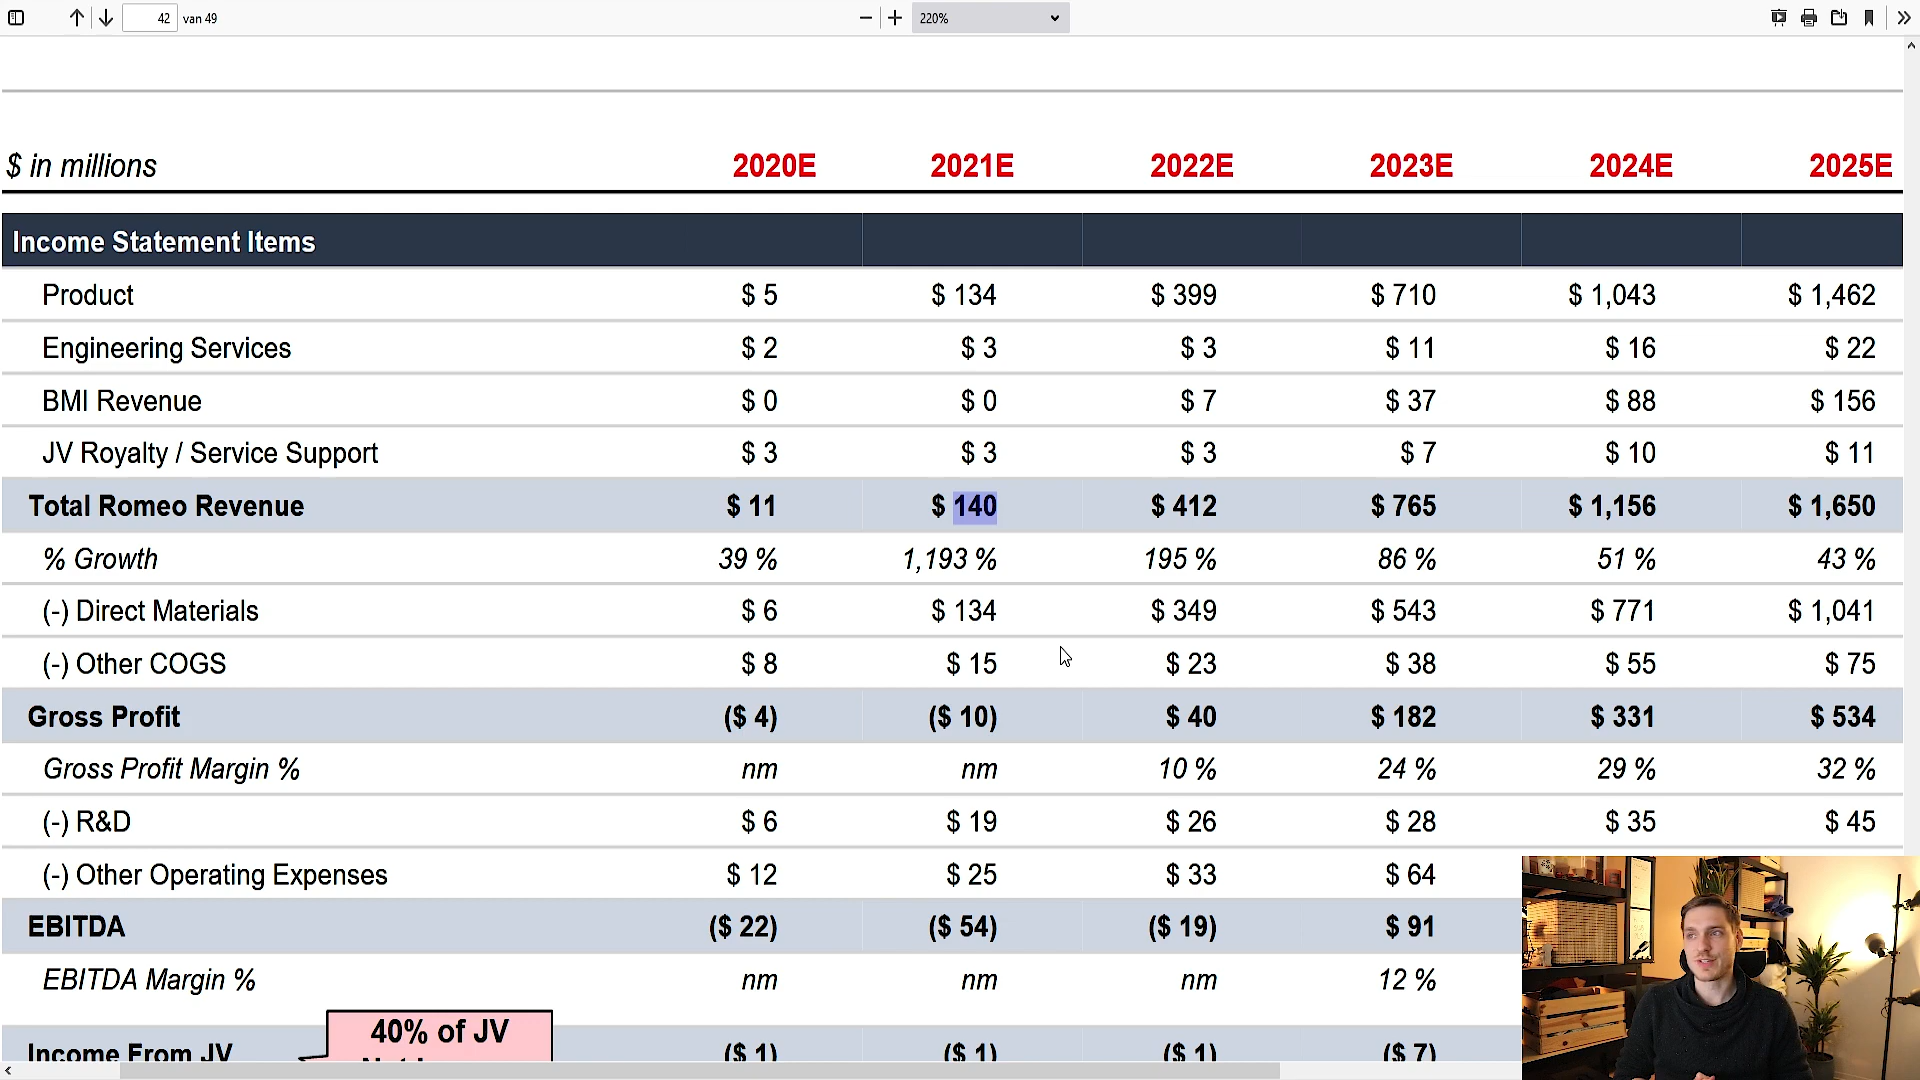 42 van 49 220%
$ in millions 2020E 2021E 2022E 2023E 2024E 2025E
Income Statement Items
Product $ 5 $ 134 $ 399 $ 710 $ 1,043 $ 1,462
Engineering Services $ 2 $ 3 $ 3 $ 11 $ 16 $ 22
BMI Revenue $ 0 $ 0 $ 7 $ 37 $ 88 $ 156
JV Royalty / Service Support $ 3 $ 3 $ 3 $ 7 $ 10 $ 11
Total Romeo Revenue $ 11 $ 140 $ 412 $ 765 $ 1,156 $ 1,650
% Growth 39 % 1,193 % 195 % 86 % 51 % 43 %
(-) Direct Materials $ 6 $ 134 $ 349 $ 543 $ 771 $ 1,041
(-) Other COGS $ 8 $ 15 $ 23 $ 38 $ 55 $ 75
Gross Profit ($ 4) ($ 10) $ 40 $ 182 $ 331 $ 534
Gross Profit Margin % nm nm 10 % 24 % 29 % 32 %
(-) R&D $ 6 $ 19 $ 26 $ 28 $ 35 $ 45
(-) Other Operating Expenses $ 12 $ 25 $ 33 $ 64
EBITDA ($ 22) ($ 54) ($ 19) $ 91
EBITDA Margin % nm nm nm 12 %
40% of JV
Income From JV ($ 1) ($ 1) ($ 1) ($ 7)